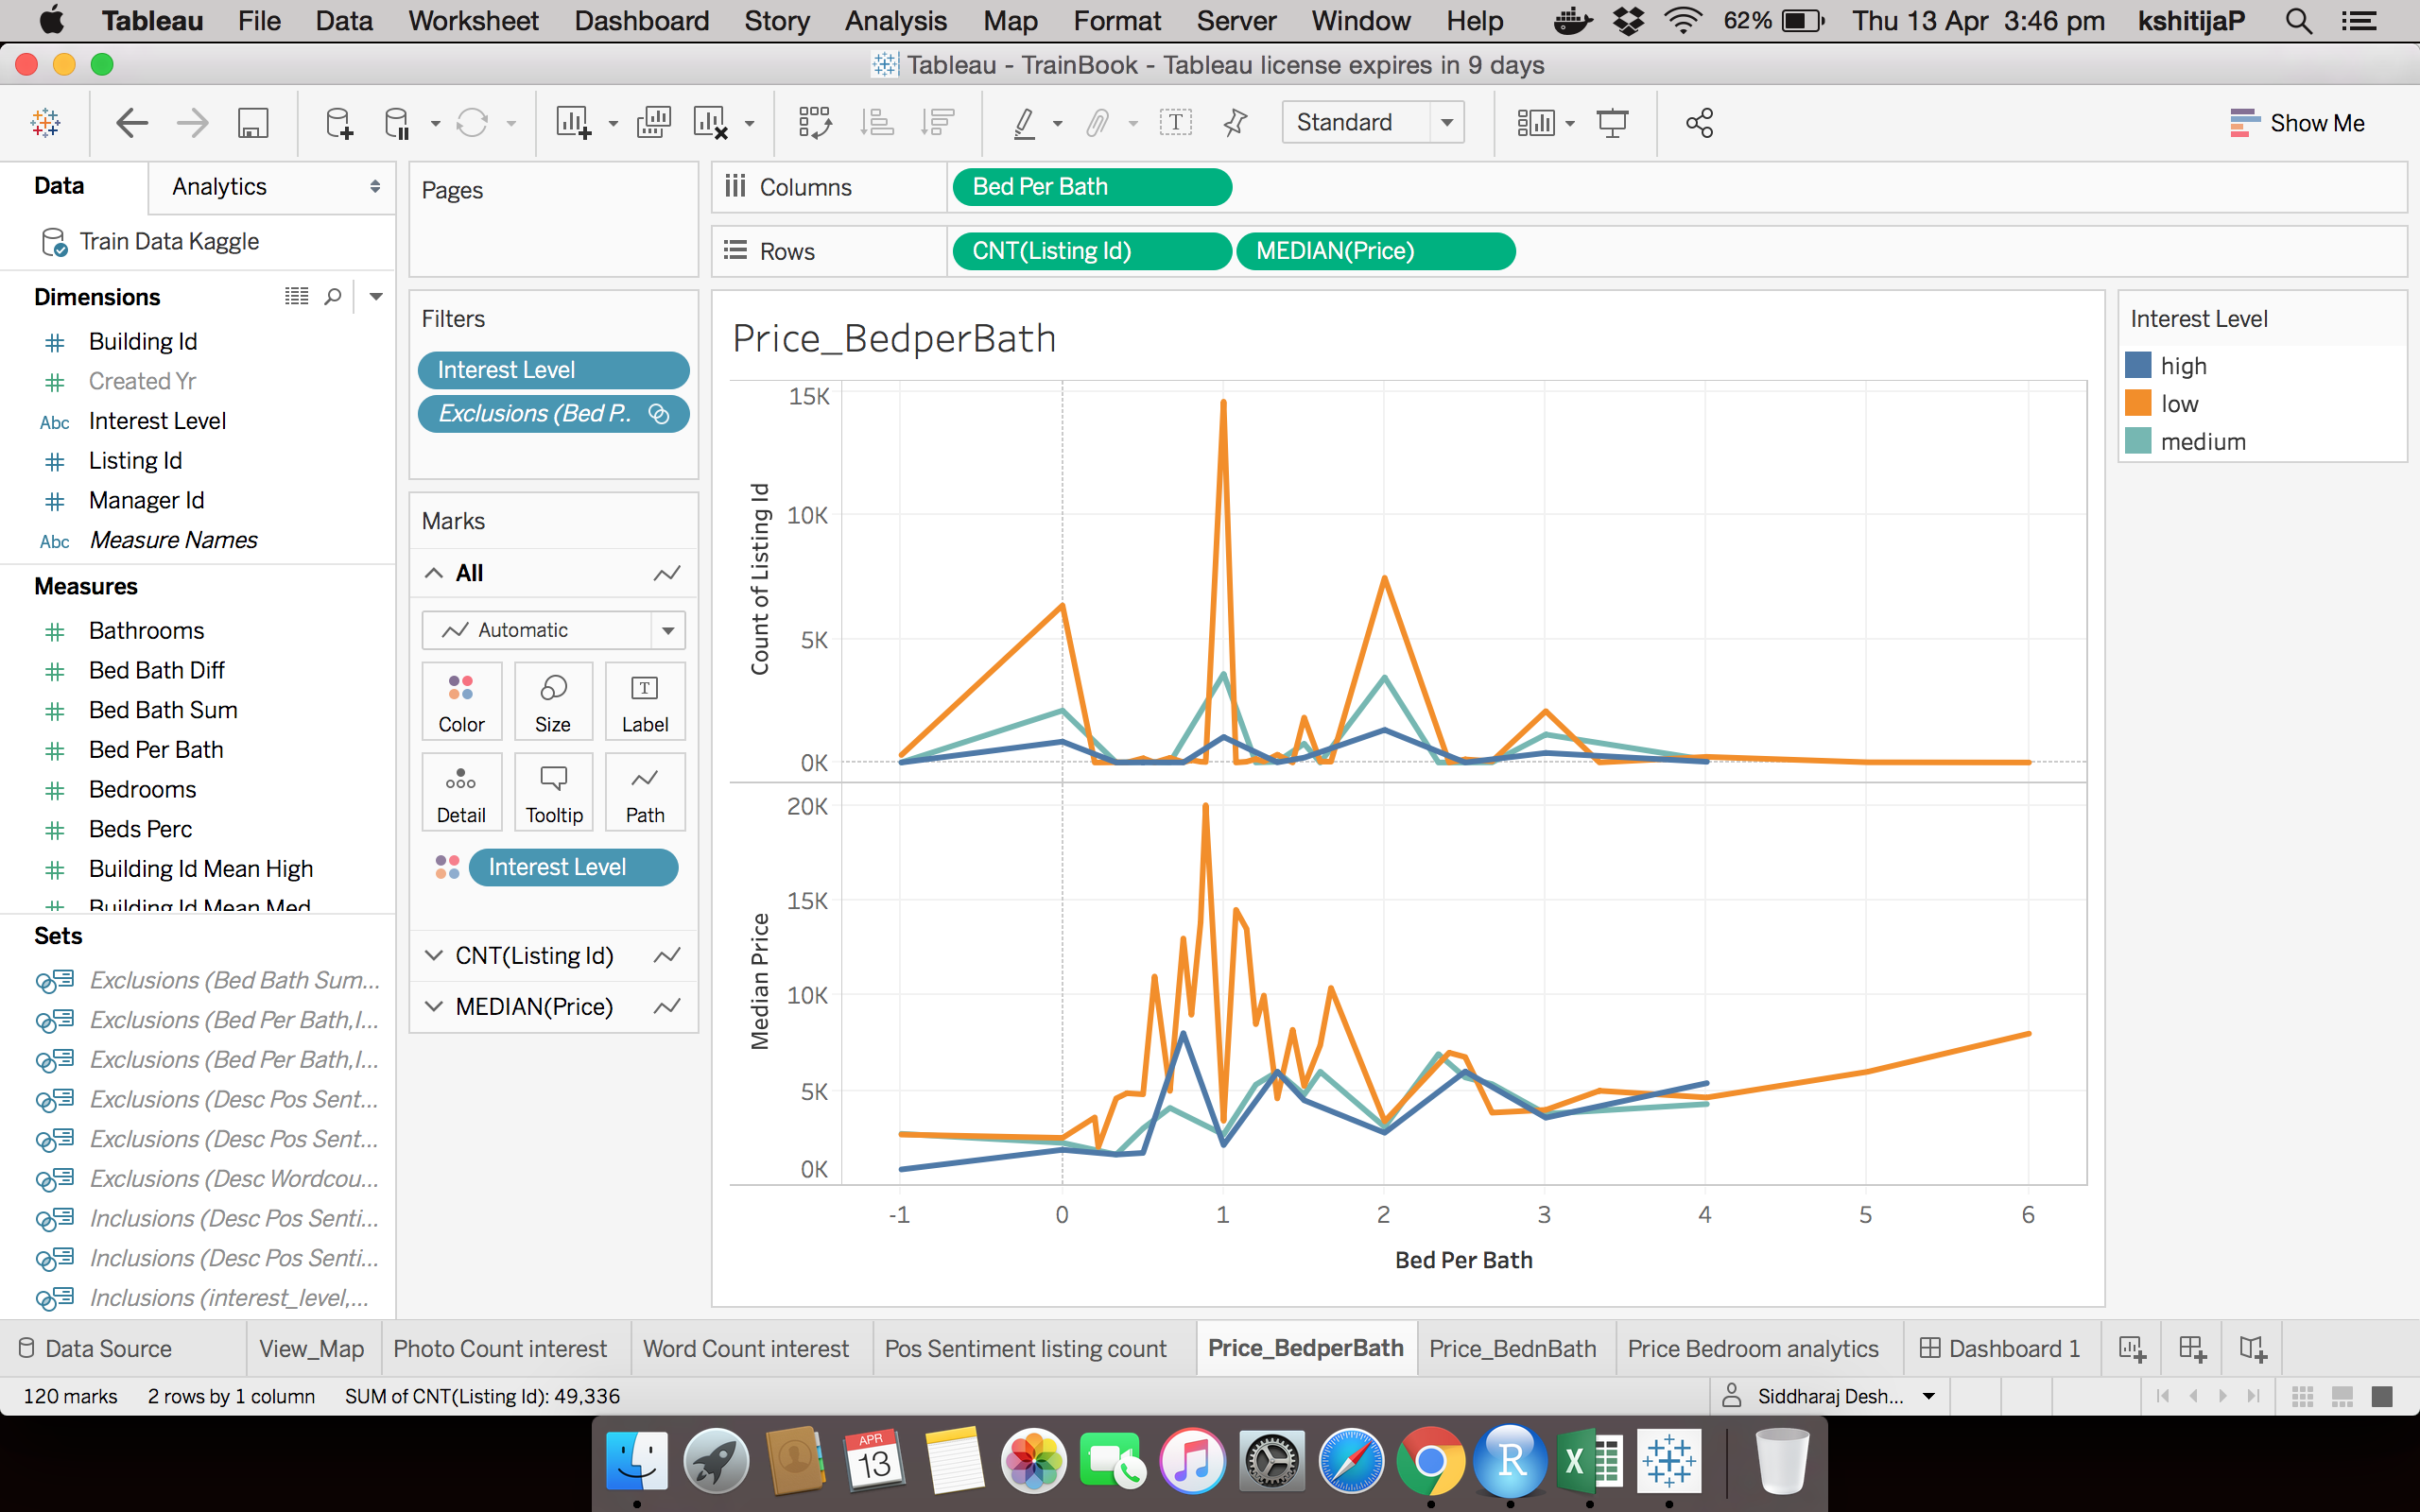 Tableau File Data Worksheet Dashboard Story Analysis Map Format Server Window Help 62% Thu 13 Apr 3:46 pm kshitijaP
Tableau - TrainBook - Tableau license expires in 9 days
Standard
Show Me
Data
Analytics
Train Data Kaggle
Dimensions
Building Id
Created Yr
Abc Interest Level
Listing Id
Manager Id
Abc Measure Names
Measures
Bathrooms
Bed Bath Diff
Bed Bath Sum
Bed Per Bath
Bedrooms
Beds Perc
Building Id Mean High
Building Id Mean Med
Sets
Exclusions (Bed Bath Sum...
Exclusions (Bed Per Bath,I...
Exclusions (Bed Per Bath,I...
Exclusions (Desc Pos Sent...
Exclusions (Desc Pos Sent...
Exclusions (Desc Wordcou...
Inclusions (Desc Pos Senti...
Inclusions (Desc Pos Senti...
Inclusions (interest_level,...
Pages
Filters
Interest Level
Exclusions (Bed P..
Marks
All
Automatic
Color Size Label
Detail Tooltip Path
Interest Level
CNT(Listing Id)
MEDIAN(Price)
Columns Bed Per Bath
Rows CNT(Listing Id) MEDIAN(Price)
Price_BedperBath
Count of Listing Id
15K
10K
5K
0K
Median Price
20K
15K
10K
5K
0K
-1 0 1 2 3 4 5 6
Bed Per Bath
Interest Level
high
low
medium
Data Source View_Map Photo Count interest Word Count interest Pos Sentiment listing count Price_BedperBath Price_BednBath Price Bedroom analytics Dashboard 1
120 marks 2 rows by 1 column SUM of CNT(Listing Id): 49,336 Siddharaj Desh...
APR
13
R
X